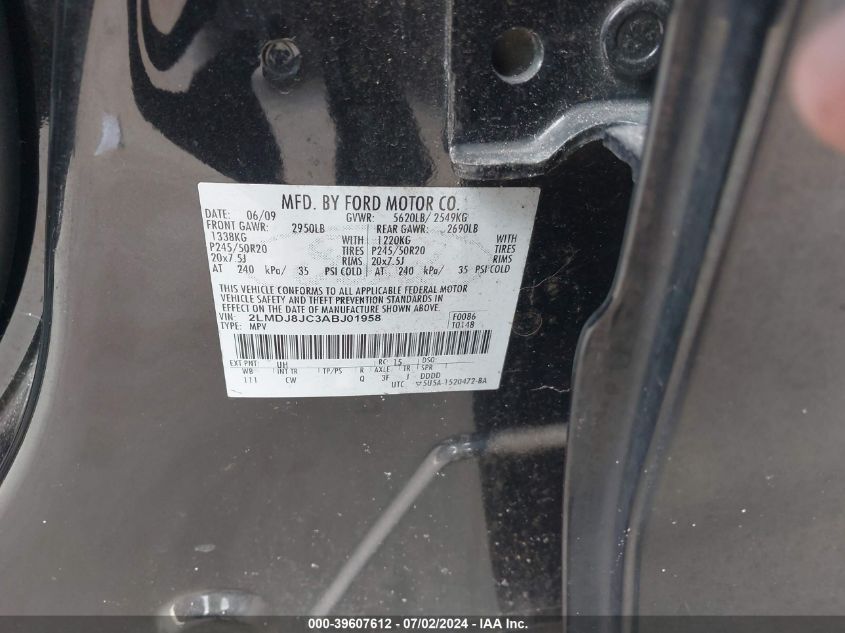 MFD. BY FORD MOTOR CO.
DATE: 06/09 GVWR: 5620LB/ 2549KG
FRONT GAWR: 2950LB REAR GAWR: 2690LB
1338KG WITH 1220KG WITH
P245/50R20 TIRES P245/50R20 TIRES
20x7.5J RIMS 20x7.5J RIMS
AT 240 kPa/ 35 PSI COLD AT 240 kPa/ 35 PSI COLD
THIS VEHICLE CONFORMS TO ALL APPLICABLE FEDERAL MOTOR
VEHICLE SAFETY AND THEFT PREVENTION STANDARDS IN
EFFECT ON THE DATE OF MANUFACTURE SHOWN ABOVE.
VIN: 2LMDJ8JC3ABJ01958 F0086
TYPE: MPV T0148
EXT PNT: UH RC: 15 DSO:
WB INT TR TP/PS R AXLE TR SPR
111 CW Q 3F J DDDD
UTC 5U5A-1520472-BA
000-39607612 - 07/02/2024 - IAA Inc.